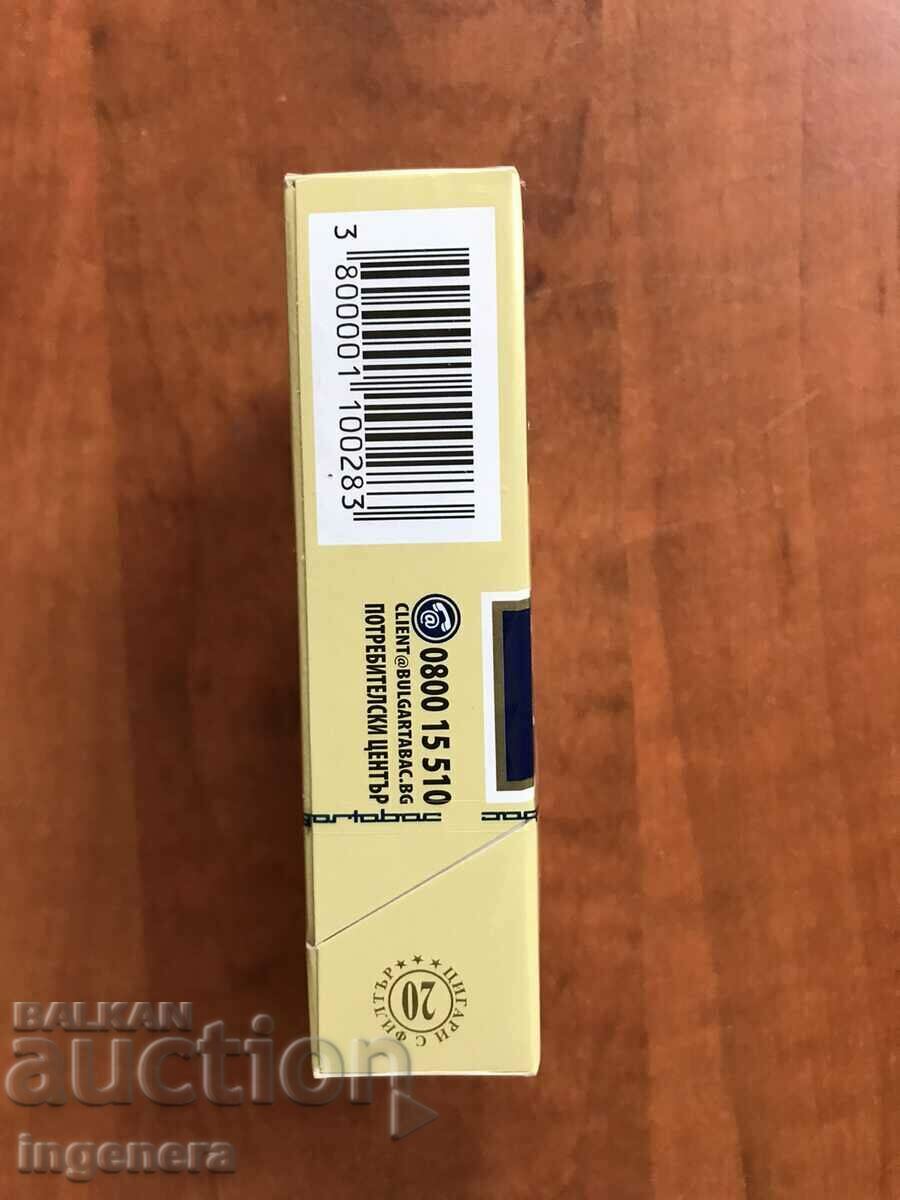 3 800001 100283
@ 0800 15 510
CLIENT@BULGARTABAC.BG
ПОТРЕБИТЕЛСКИ ЦЕНТЪР
ЦИГАРИ С ФИЛТЪР
20
BALKAN
auction
ingenera